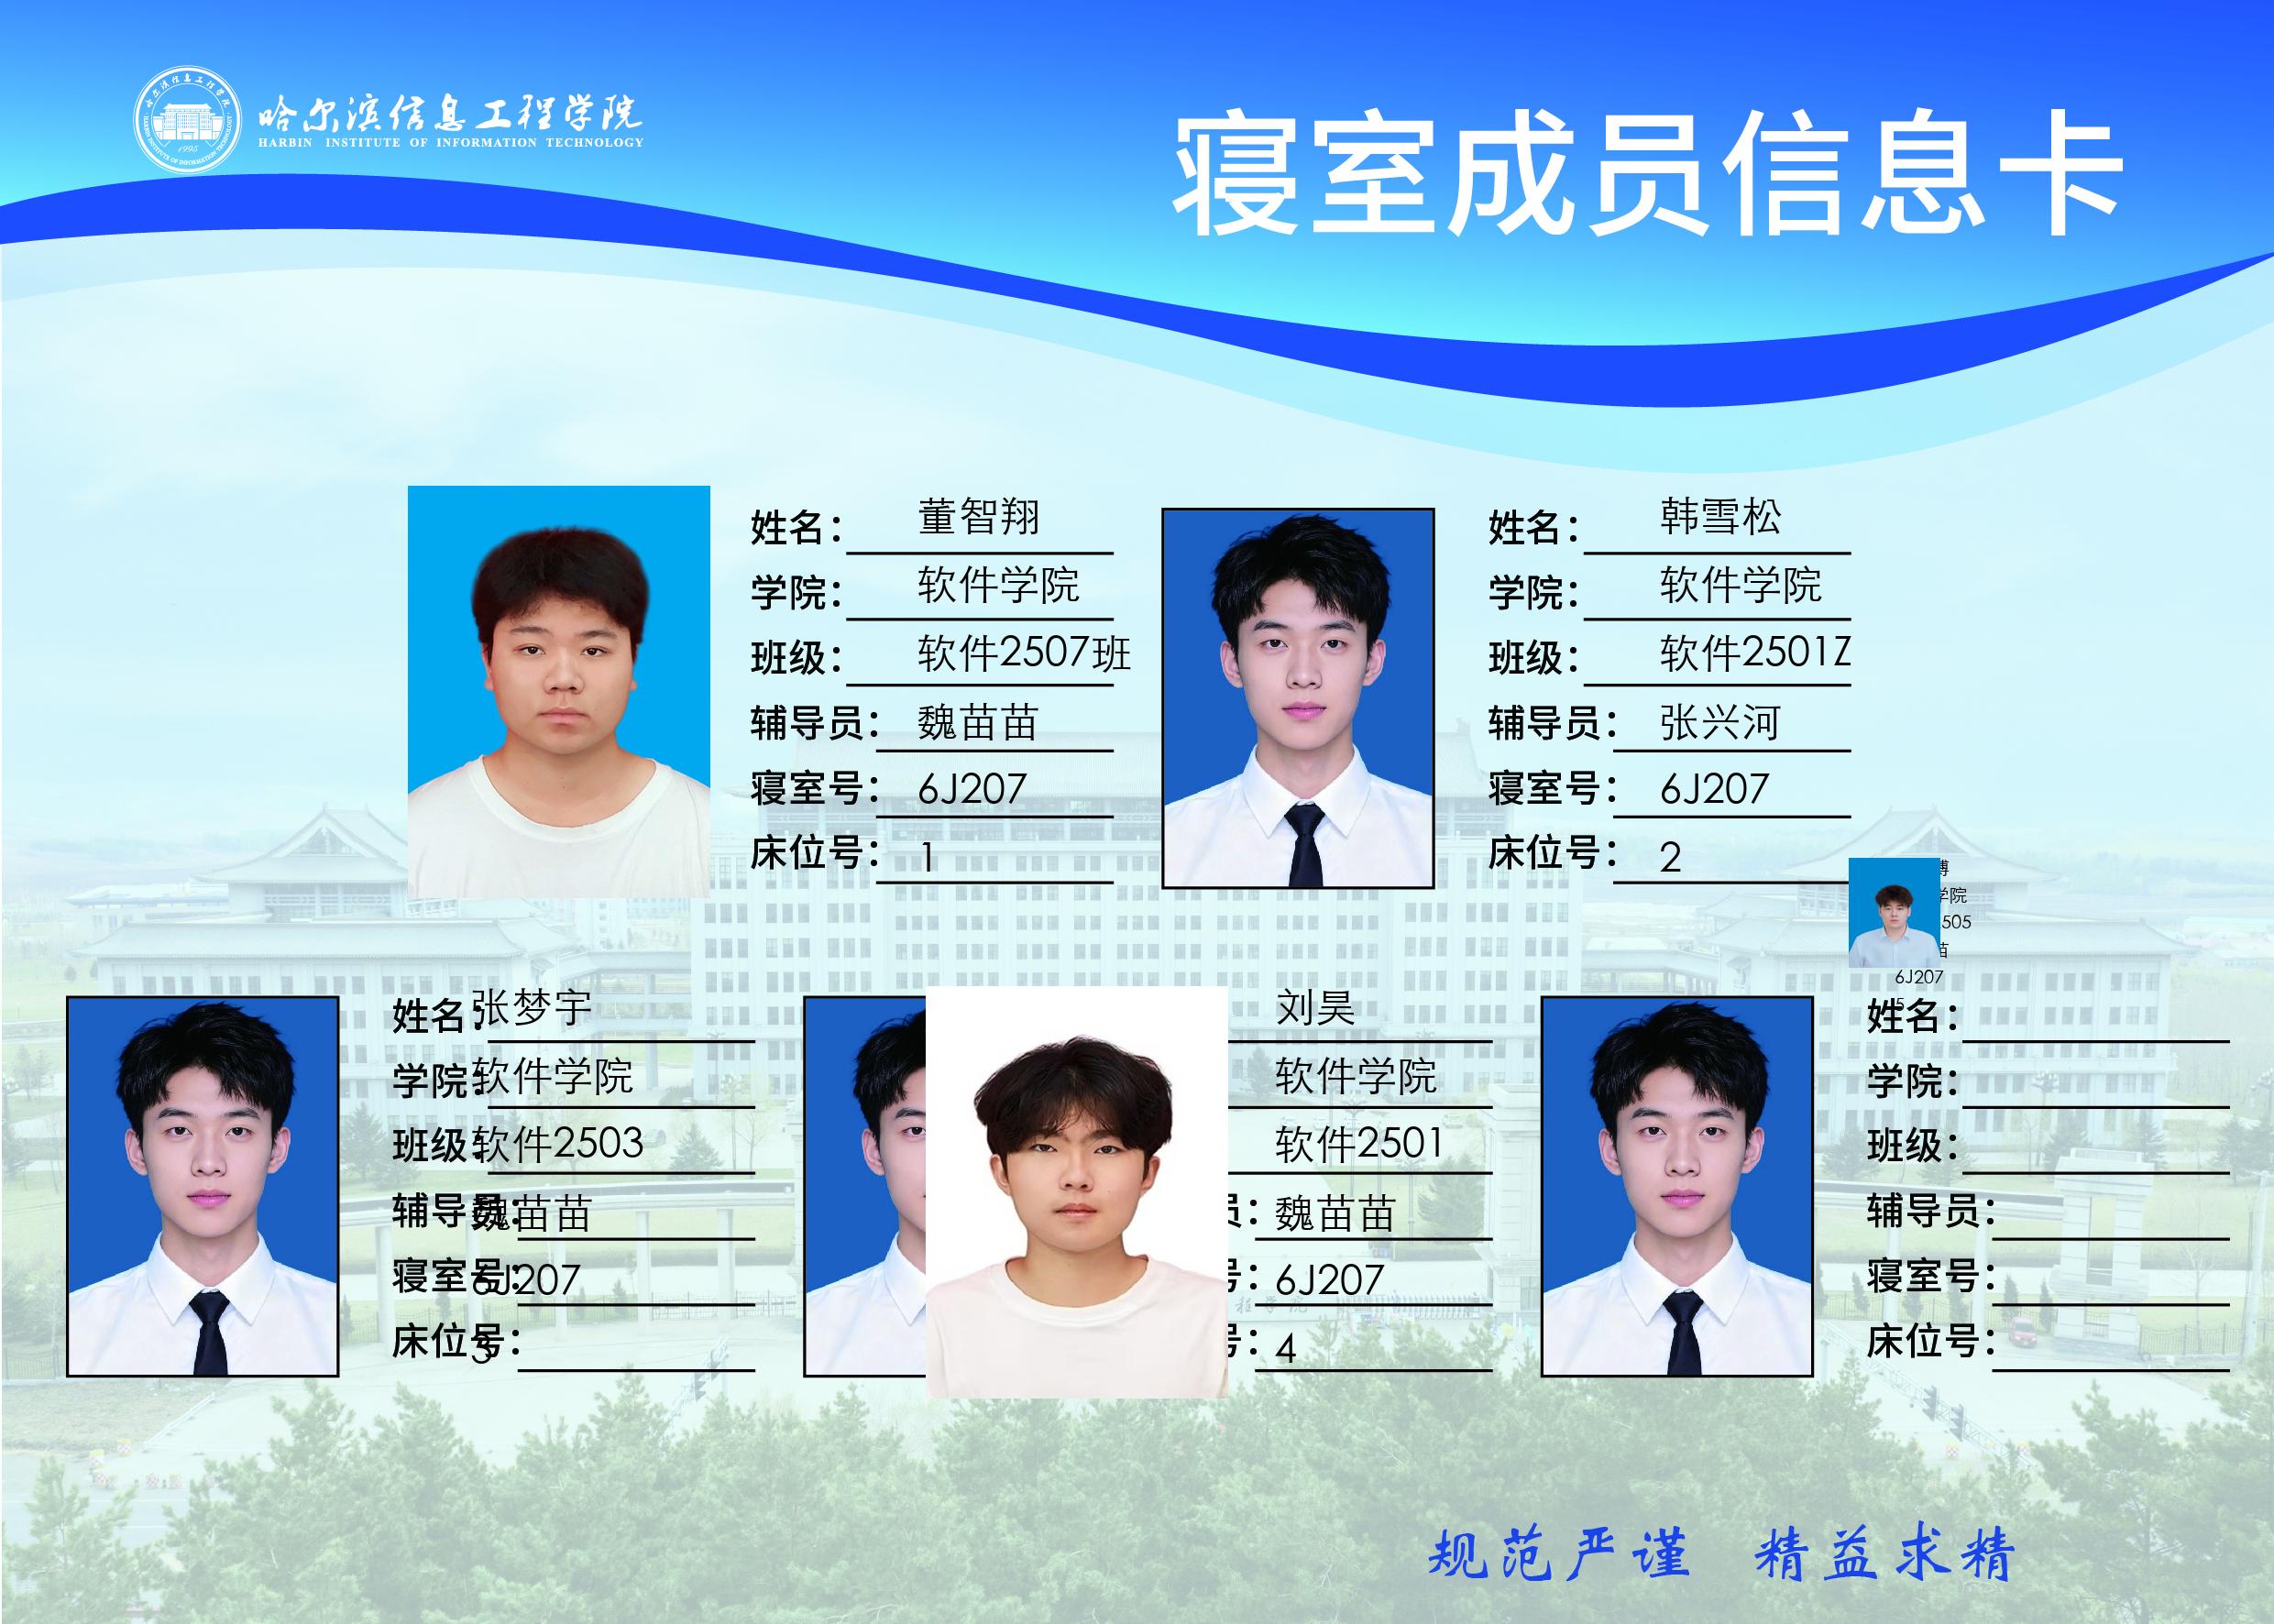 哈尔滨信息工程学院
HARBIN INSTITUTE OF INFORMATION TECHNOLOGY
1995
寝室成员信息卡
姓名: 董智翔
学院: 软件学院
班级: 软件2507班
辅导员: 魏苗苗
寝室号: 6J207
床位号: 1
姓名: 韩雪松
学院: 软件学院
班级: 软件2501Z
辅导员: 张兴河
寝室号: 6J207
床位号: 2
学院
505
苗
6J207
姓名: 张梦宇
学院: 软件学院
班级: 软件2503
辅导员: 魏苗苗
寝室号: 6J207
床位号: 3
刘昊
软件学院
软件2501
员: 魏苗苗
号: 6J207
号: 4
姓名:
学院:
班级:
辅导员:
寝室号:
床位号:
规范严谨 精益求精